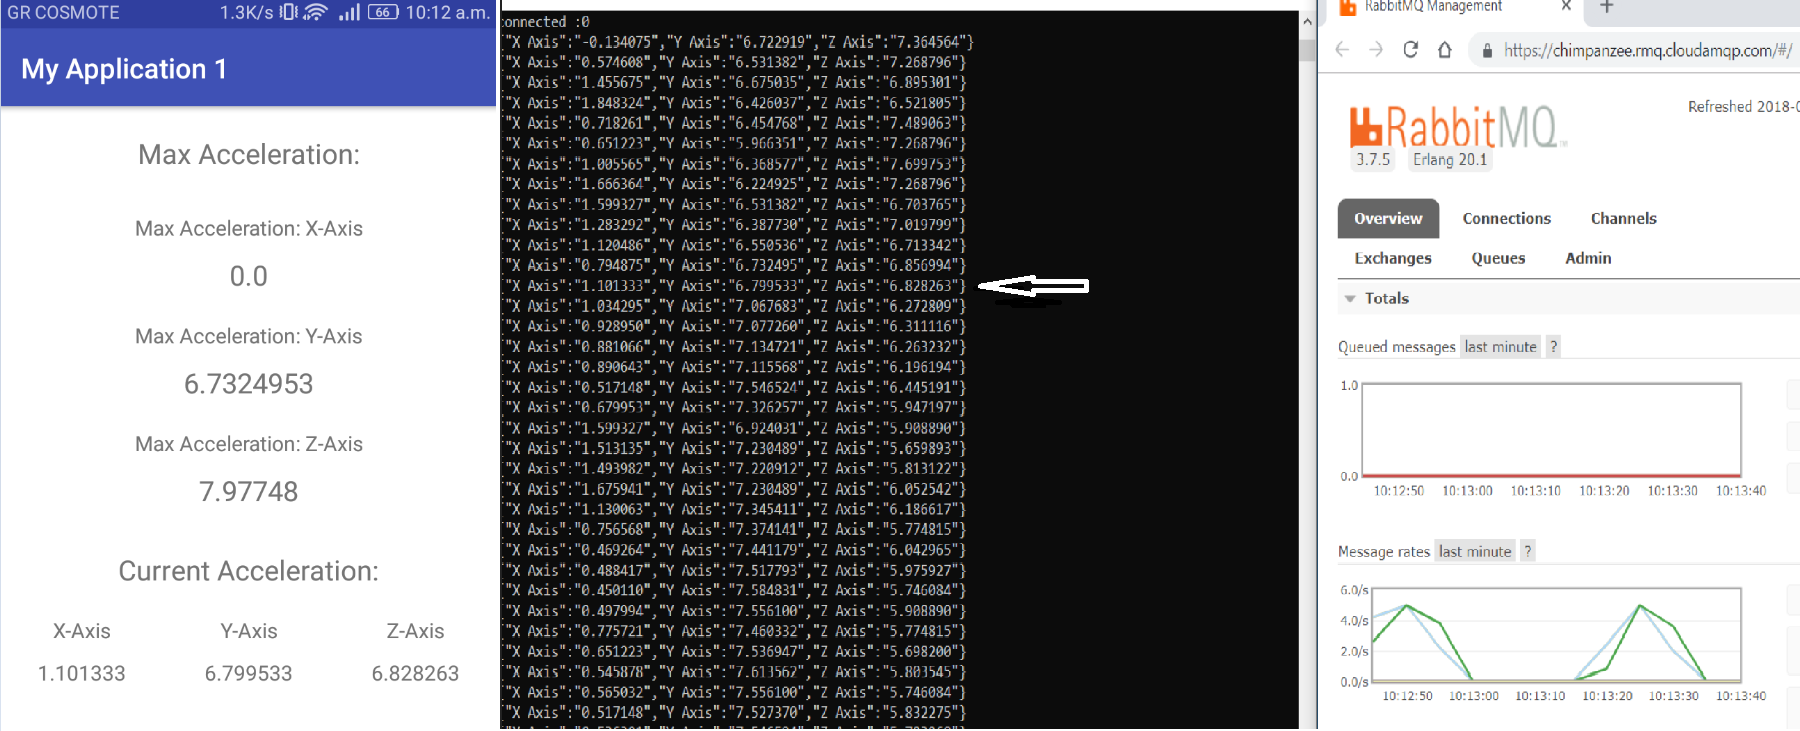 GR COSMOTE 1.3K/s 66 10:12 a.m.
My Application 1
Max Acceleration:
Max Acceleration: X-Axis
0.0
Max Acceleration: Y-Axis
6.7324953
Max Acceleration: Z-Axis
7.97748
Current Acceleration:
X-Axis Y-Axis Z-Axis
1.101333 6.799533 6.828263
connected :0
"X Axis":"-0.134075","Y Axis":"6.722919","Z Axis":"7.364564"}
"X Axis":"0.574608","Y Axis":"6.531382","Z Axis":"7.268796"}
"X Axis":"1.455675","Y Axis":"6.675035","Z Axis":"6.895301"}
"X Axis":"1.848324","Y Axis":"6.426037","Z Axis":"6.521805"}
"X Axis":"0.718261","Y Axis":"6.454768","Z Axis":"7.489063"}
"X Axis":"0.651223","Y Axis":"5.966351","Z Axis":"7.268796"}
"X Axis":"1.005565","Y Axis":"6.368577","Z Axis":"7.699753"}
"X Axis":"1.666364","Y Axis":"6.224925","Z Axis":"7.268796"}
"X Axis":"1.599327","Y Axis":"6.531382","Z Axis":"6.703765"}
"X Axis":"1.283292","Y Axis":"6.387730","Z Axis":"7.019799"}
"X Axis":"1.120486","Y Axis":"6.550536","Z Axis":"6.713342"}
"X Axis":"0.794875","Y Axis":"6.732495","Z Axis":"6.856994"}
"X Axis":"1.101333","Y Axis":"6.799533","Z Axis":"6.828263"}
"X Axis":"1.034295","Y Axis":"7.067683","Z Axis":"6.272809"}
"X Axis":"0.928950","Y Axis":"7.077260","Z Axis":"6.311116"}
"X Axis":"0.881066","Y Axis":"7.134721","Z Axis":"6.263232"}
"X Axis":"0.890643","Y Axis":"7.115568","Z Axis":"6.196194"}
"X Axis":"0.517148","Y Axis":"7.546524","Z Axis":"6.445191"}
"X Axis":"0.679953","Y Axis":"7.326257","Z Axis":"5.947197"}
"X Axis":"1.599327","Y Axis":"6.924031","Z Axis":"5.908890"}
"X Axis":"1.513135","Y Axis":"7.230489","Z Axis":"5.659893"}
"X Axis":"1.493982","Y Axis":"7.220912","Z Axis":"5.813122"}
"X Axis":"1.675941","Y Axis":"7.230489","Z Axis":"6.052542"}
"X Axis":"1.130063","Y Axis":"7.345411","Z Axis":"6.186617"}
"X Axis":"0.756568","Y Axis":"7.374141","Z Axis":"5.774815"}
"X Axis":"0.469264","Y Axis":"7.441179","Z Axis":"6.042965"}
"X Axis":"0.488417","Y Axis":"7.517793","Z Axis":"5.975927"}
"X Axis":"0.450110","Y Axis":"7.584831","Z Axis":"5.746084"}
"X Axis":"0.497994","Y Axis":"7.556100","Z Axis":"5.908890"}
"X Axis":"0.775721","Y Axis":"7.460332","Z Axis":"5.774815"}
"X Axis":"0.651223","Y Axis":"7.536947","Z Axis":"5.698200"}
"X Axis":"0.545878","Y Axis":"7.613562","Z Axis":"5.803545"}
"X Axis":"0.565032","Y Axis":"7.556100","Z Axis":"5.746084"}
"X Axis":"0.517148","Y Axis":"7.527370","Z Axis":"5.832275"}
RabbitMQ Management
https://chimpanzee.rmq.cloudamqp.com/#/
RabbitMQ
Refreshed 2018-0
3.7.5 Erlang 20.1
Overview Connections Channels
Exchanges Queues Admin
Totals
Queued messages last minute ?
1.0
0.0
10:12:50 10:13:00 10:13:10 10:13:20 10:13:30 10:13:40
Message rates last minute ?
6.0/s
4.0/s
2.0/s
0.0/s
10:12:50 10:13:00 10:13:10 10:13:20 10:13:30 10:13:40